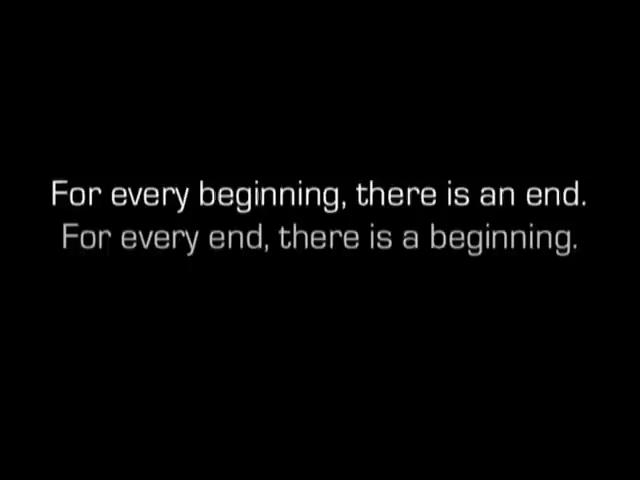 For every beginning, there is an end.
For every end, there is a beginning.